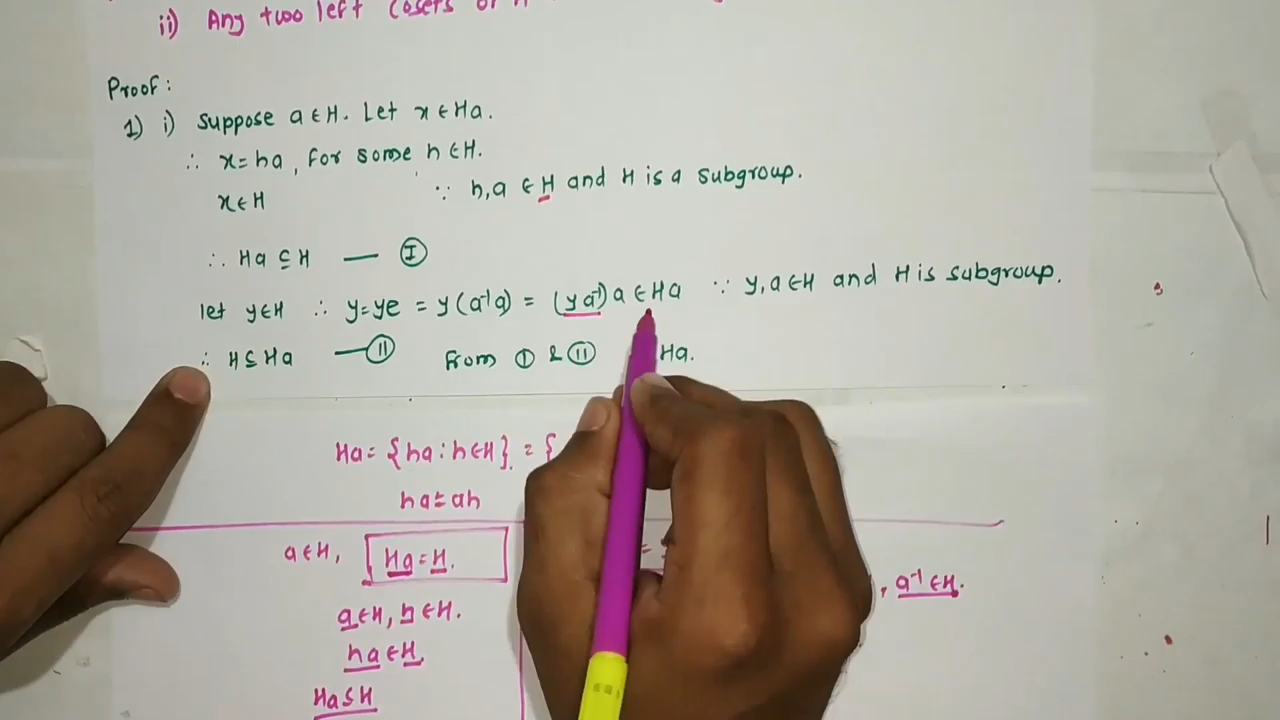 ii) Any two left cosets of H
Proof:
1) i) suppose a∈H. Let x∈Ha.
∴ x=ha, for some h∈H.
x∈H ∵ h,a ∈ H and H is a subgroup.
∴ Ha ⊆ H — Ⓘ
let y∈H ∴ y=ye = y(a⁻¹a) = (ya⁻¹)a ∈ Ha ∵ y,a∈H and H is subgroup.
∴ H⊆Ha — Ⓘⓘ From Ⓘ & Ⓘⓘ Ha.
Ha = {ha : h∈H}. = {
ha ≠ ah
a∈H, Ha=H. = , a⁻¹∈H.
a∈H, h∈H.
ha∈H,
Ha⊆H